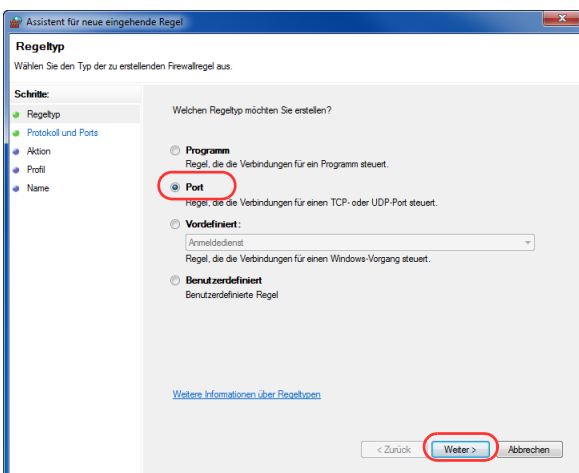 Assistent für neue eingehende Regel
Regeltyp
Wählen Sie den Typ der zu erstellenden Firewallregel aus.
Schritte:
Regeltyp
Protokoll und Ports
Aktion
Profil
Name
Welchen Regeltyp möchten Sie erstellen?
Programm
Regel, die die Verbindungen für ein Programm steuert.
Port
Regel, die die Verbindungen für einen TCP- oder UDP-Port steuert.
Vordefiniert:
Anmeldedienst
Regel, die die Verbindungen für einen Windows-Vorgang steuert.
Benutzerdefiniert
Benutzerdefinierte Regel
Weitere Informationen über Regeltypen
< Zurück
Weiter >
Abbrechen